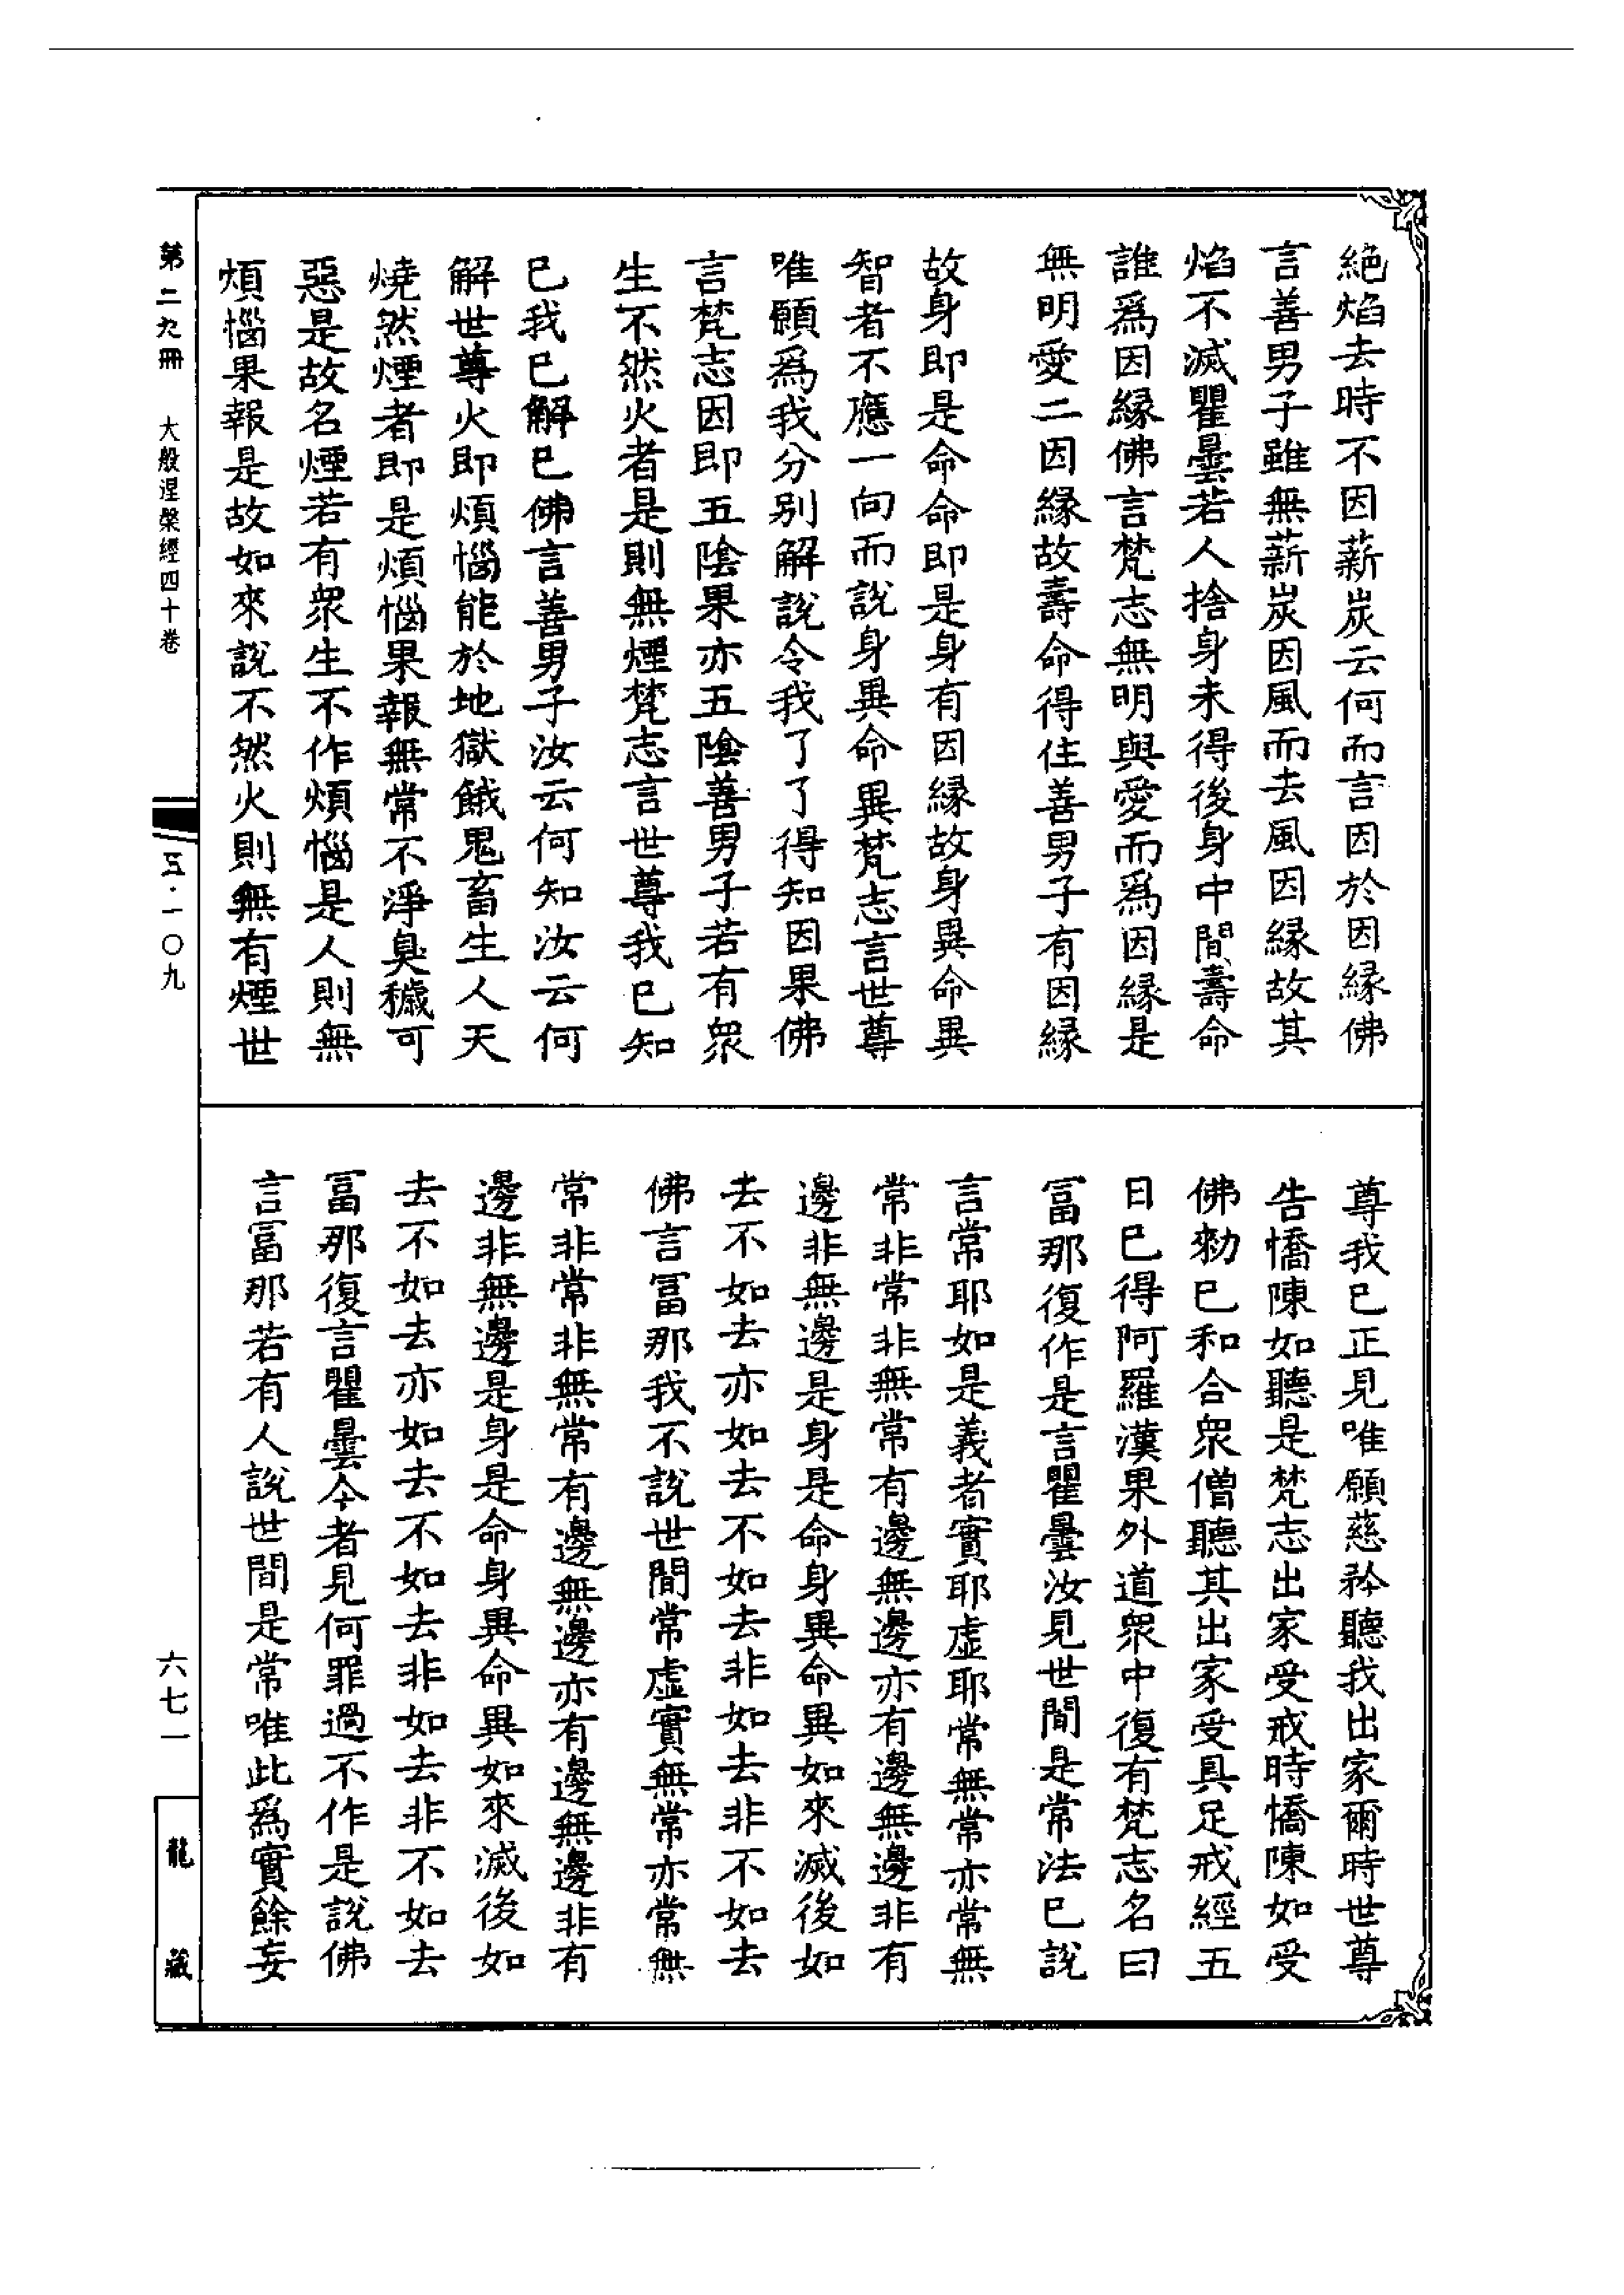 絶焰去時不因薪炭云何而言因於因緣佛
言善男子雖無薪炭因風而去風因緣故其
焰不滅瞿曇若人捨身未得後身中間壽命
誰爲因緣佛言梵志無明與愛而爲因緣是
無明愛二因緣故壽命得住善男子有因緣
故身即是命命即是身有因緣故身異命異
智者不應一向而說身異命異梵志言世尊
唯願爲我分別解說令我了了得知因果佛
言梵志因即五陰果亦五陰善男子若有衆
生不然火者是則無煙梵志言世尊我已知
已我已解已佛言善男子汝云何知汝云何
解世尊火即煩惱能於地獄餓鬼畜生人天
燒然煙者即是煩惱果報無常不淨臭穢可
惡是故名煙若有衆生不作煩惱是人則無
煩惱果報是故如來說不然火則無有煙世
尊我已正見唯願慈矜聽我出家爾時世尊
告憍陳如聽是梵志出家受戒時憍陳如受
佛勑已和合衆僧聽其出家受具足戒經五
日已得阿羅漢果外道衆中復有梵志名曰
冨那復作是言瞿曇汝見世間是常法已說
言常耶如是義者實耶虛耶常無常亦常無
常非常非無常有邊無邊亦有邊無邊非有
邊非無邊是身是命身異命異如來滅後如
去不如去亦如去不如去非如去非不如去
佛言冨那我不說世間常虛實無常亦常無
常非常非無常有邊無邊亦有邊無邊非有
邊非無邊是身是命身異命異如來滅後如
去不如去亦如去不如去非如去非不如去
冨那復言瞿曇今者見何罪過不作是說佛
言冨那若有人說世間是常唯此爲實餘妄
第二九冊 大般涅槃經四十卷 五·一〇九
六七一
龍藏